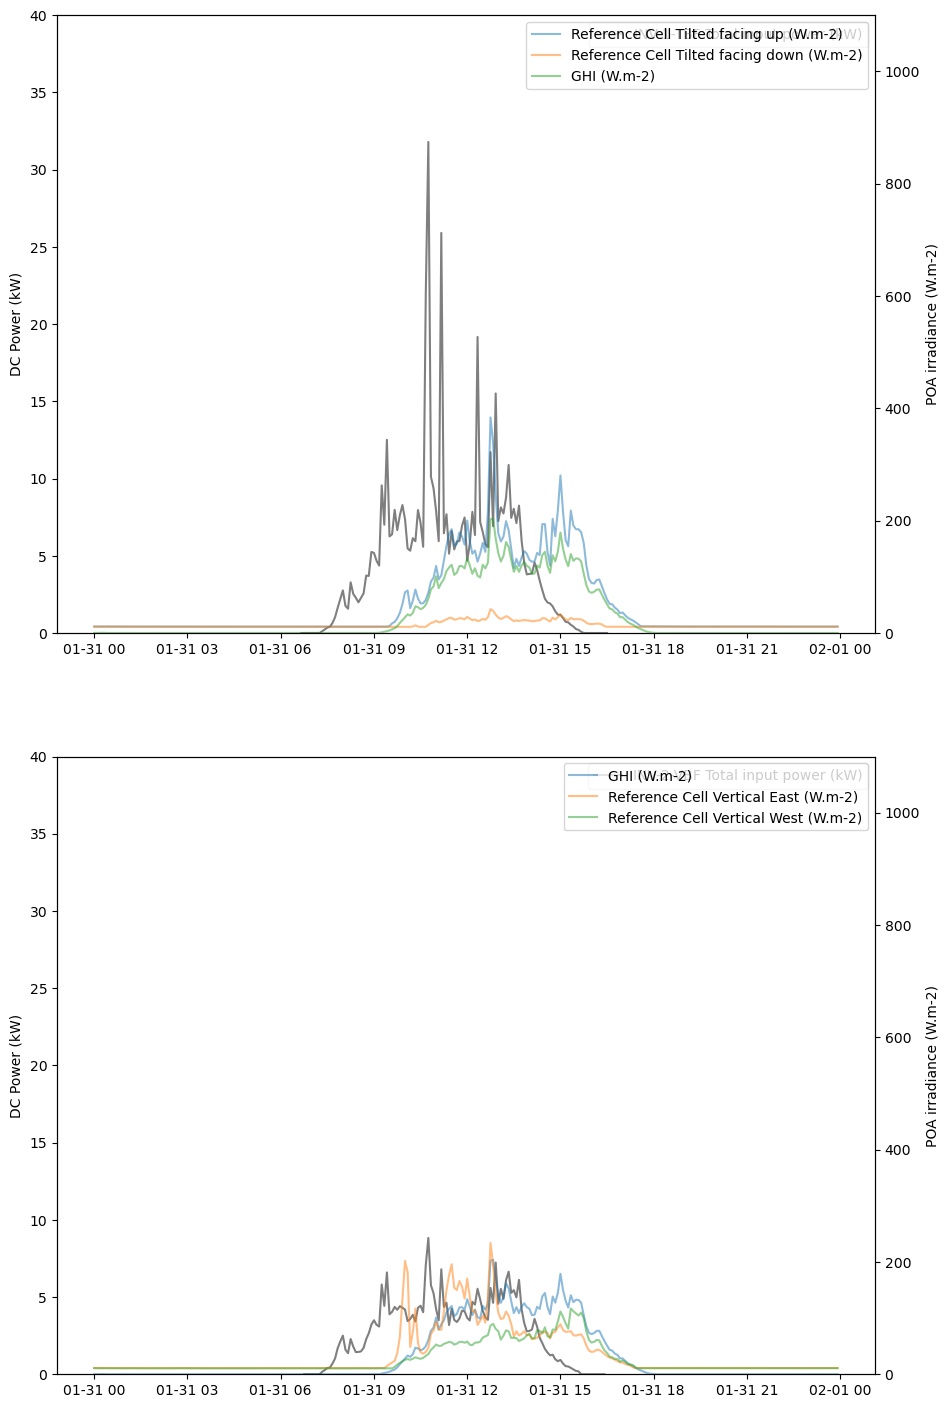 40
35
30
25
20
15
10
5
0
DC Power (kW)
Reference Cell Tilted facing up (W.m-2)
Reference Cell Tilted facing down (W.m-2)
GHI (W.m-2)
1000
800
600
400
200
0
POA irradiance (W.m-2)
01-31 00 01-31 03 01-31 06 01-31 09 01-31 12 01-31 15 01-31 18 01-31 21 02-01 00
40
35
30
25
20
15
10
5
0
DC Power (kW)
GHI (W.m-2)
Total input power (kW)
Reference Cell Vertical East (W.m-2)
Reference Cell Vertical West (W.m-2)
1000
800
600
400
200
0
POA irradiance (W.m-2)
01-31 00 01-31 03 01-31 06 01-31 09 01-31 12 01-31 15 01-31 18 01-31 21 02-01 00